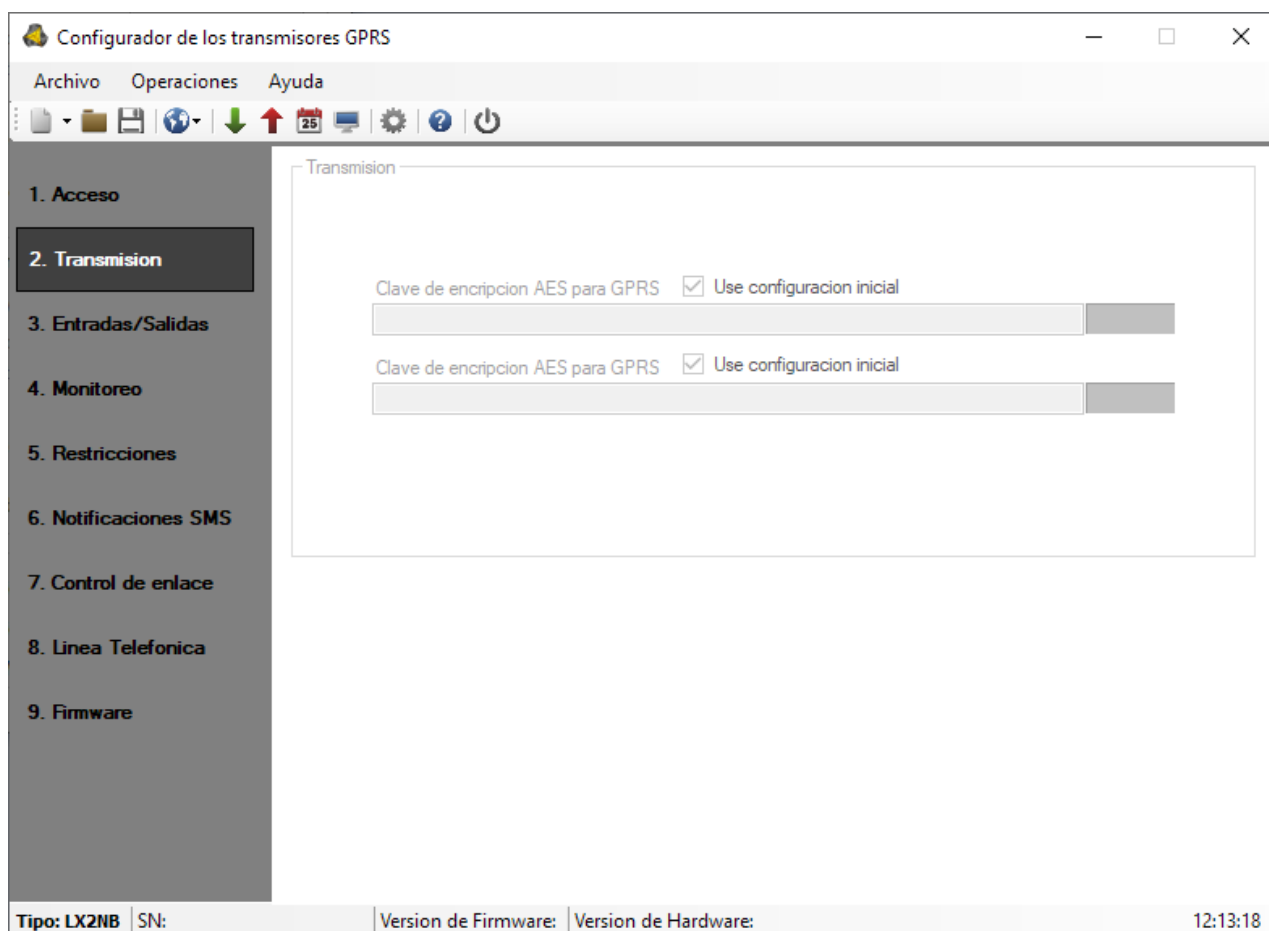 Configurador de los transmisores GPRS
Archivo Operaciones Ayuda
25
1. Acceso
2. Transmision
3. Entradas/Salidas
4. Monitoreo
5. Restricciones
6. Notificaciones SMS
7. Control de enlace
8. Linea Telefonica
9. Firmware
Transmision
Clave de encripcion AES para GPRS Use configuracion inicial
Clave de encripcion AES para GPRS Use configuracion inicial
Tipo: LX2NB SN: Version de Firmware: Version de Hardware: 12:13:18